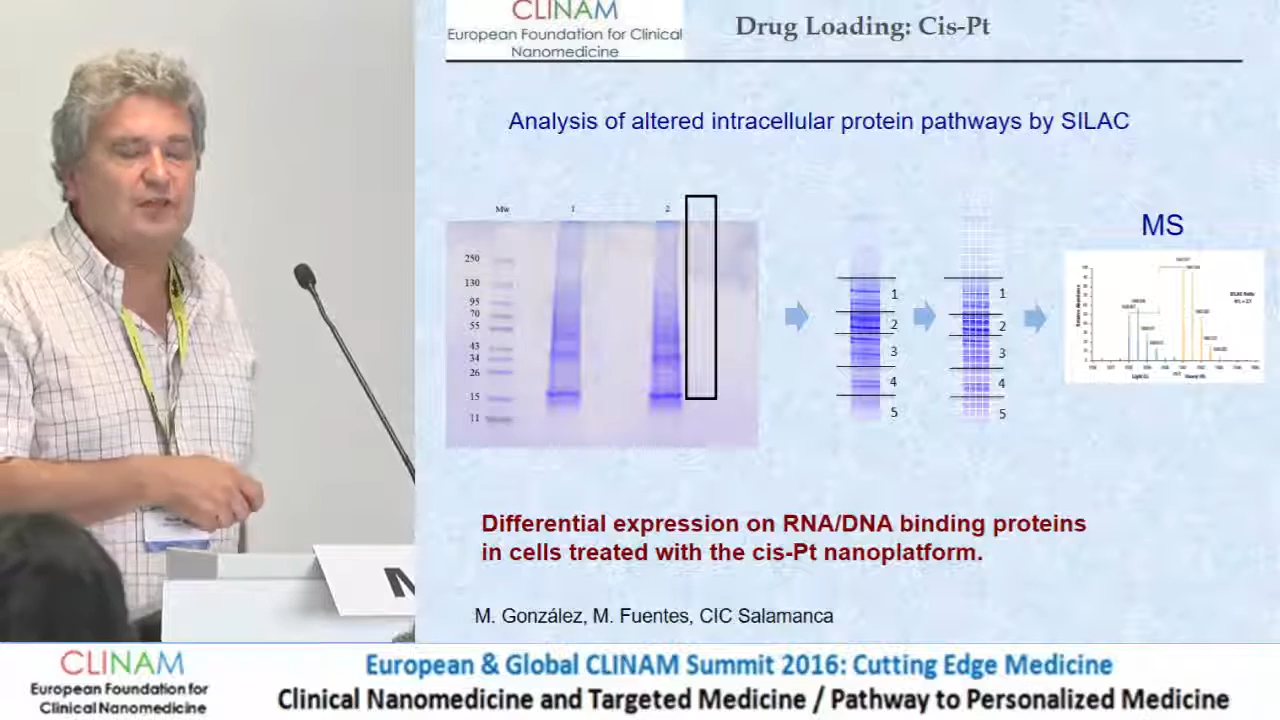 CLINAM
European Foundation for Clinical
Nanomedicine
Drug Loading: Cis-Pt
Analysis of altered intracellular protein pathways by SILAC
Mw
1
2
250
130
95
70
55
43
34
26
15
11
1
2
3
4
5
1
2
3
4
5
MS
Differential expression on RNA/DNA binding proteins
in cells treated with the cis-Pt nanoplatform.
M. González, M. Fuentes, CIC Salamanca
CLINAM
European Foundation for
Clinical Nanomedicine
European & Global CLINAM Summit 2016: Cutting Edge Medicine
Clinical Nanomedicine and Targeted Medicine / Pathway to Personalized Medicine